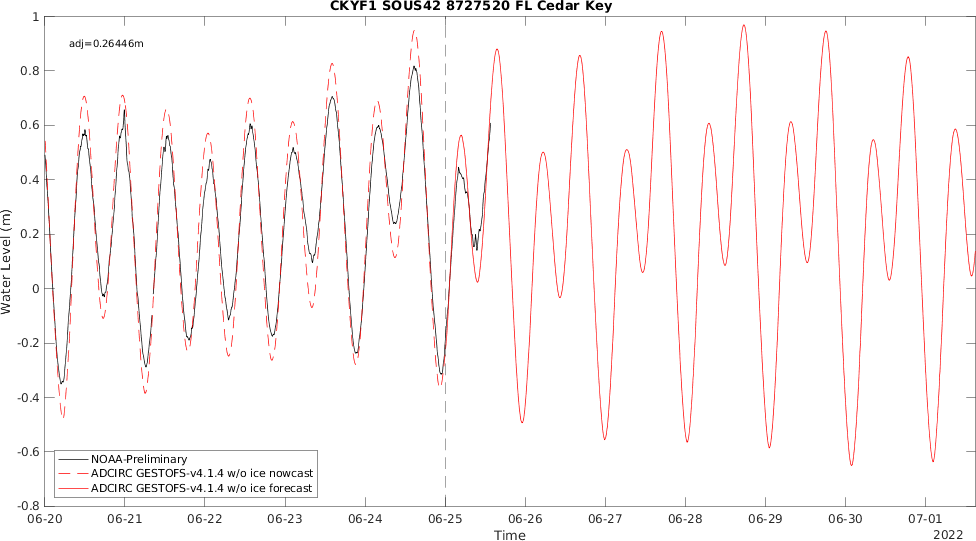 CKYF1 SOUS42 8727520 FL Cedar Key
adj=0.26446m
1
0.8
0.6
0.4
0.2
0
-0.2
-0.4
-0.6
-0.8
Water Level (m)
NOAA-Preliminary
ADCIRC GESTOFS-v4.1.4 w/o ice nowcast
ADCIRC GESTOFS-v4.1.4 w/o ice forecast
06-20 06-21 06-22 06-23 06-24 06-25 06-26 06-27 06-28 06-29 06-30 07-01
Time
2022